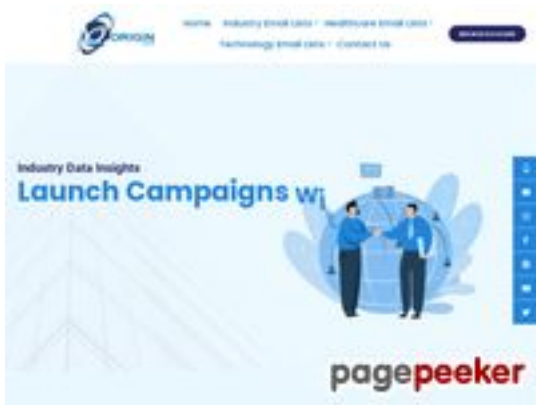 ORIGIN
Home Industry Email Lists Healthcare Email Lists
Technology Email Lists Contact Us
Industry Data Insights
Launch Campaigns Wi
pagepeeker